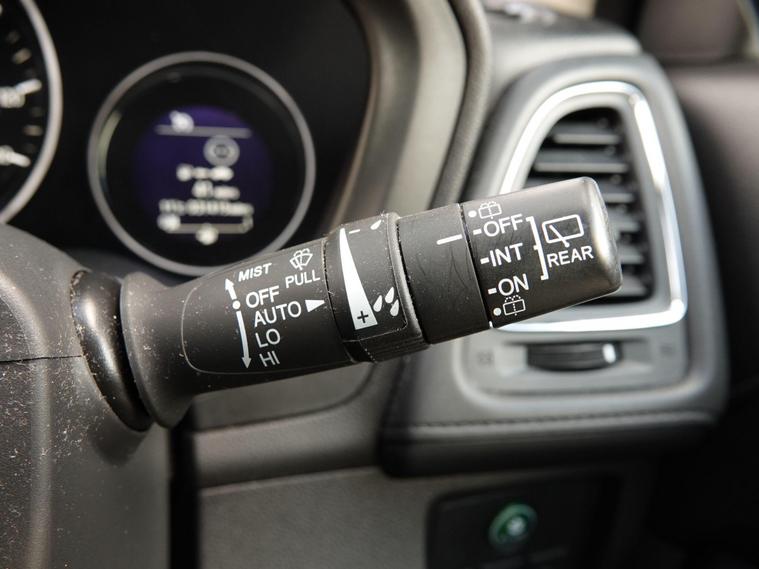 MIST
PULL
OFF
AUTO
LO
HI
- +
OFF
INT
ON
REAR